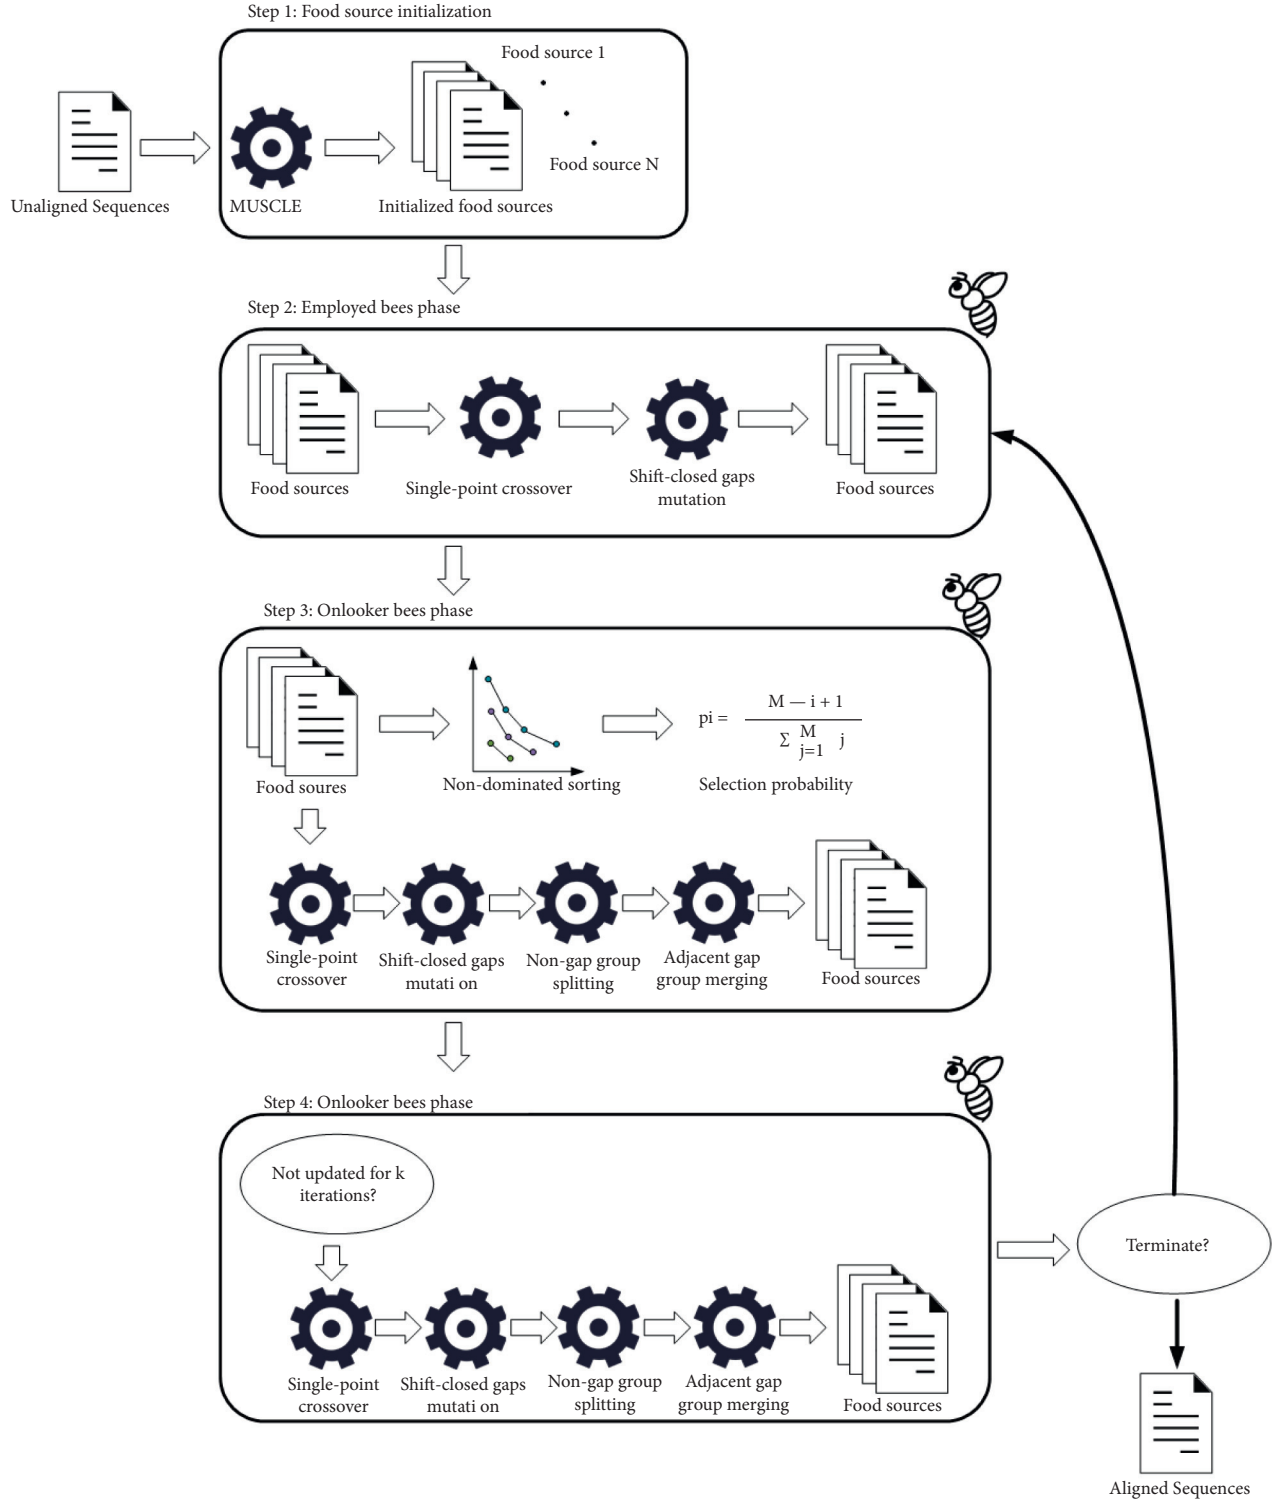 Step 1: Food source initialization
Food source 1
Food source N
Unaligned Sequences
MUSCLE
Initialized food sources
Step 2: Employed bees phase
Food sources
Single-point crossover
Shift-closed gaps
mutation
Food sources
Step 3: Onlooker bees phase
Food soures
Non-dominated sorting
pi = M — i + 1
∑ M j=1 j
Selection probability
Single-point
crossover
Shift-closed gaps
mutati on
Non-gap group
splitting
Adjacent gap
group merging
Food sources
Step 4: Onlooker bees phase
Not updated for k
iterations?
Single-point
crossover
Shift-closed gaps
mutati on
Non-gap group
splitting
Adjacent gap
group merging
Food sources
Terminate?
Aligned Sequences